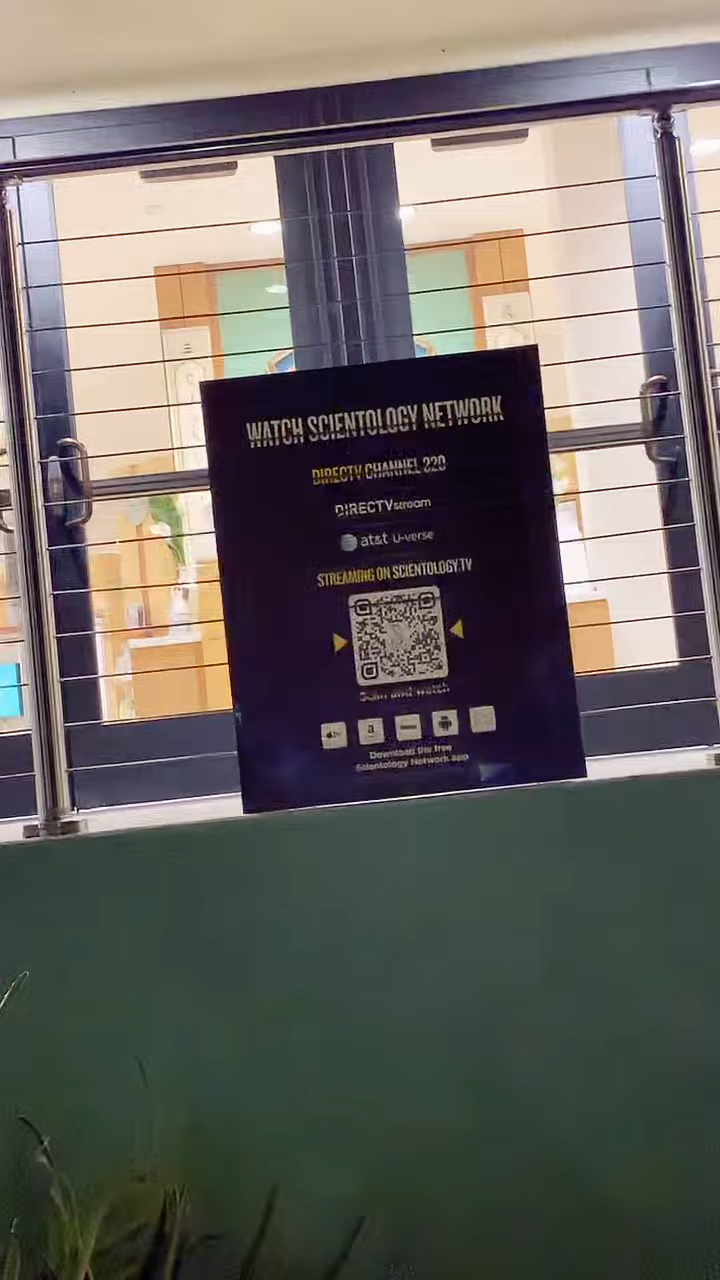 WATCH SCIENTOLOGY NETWORK
DIRECTV CHANNEL 320
DIRECTV stream
at&t U-verse
STREAMING ON SCIENTOLOGY.TV
Scan and watch
Download the free
Scientology Network app